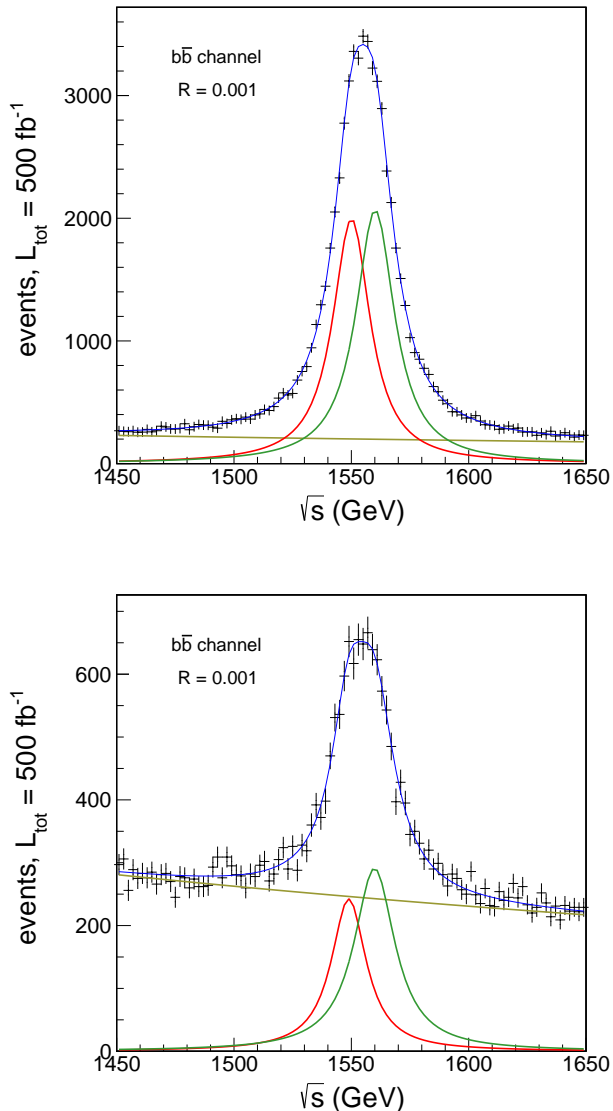 bb̄ channel
R = 0.001
events, L_tot = 500 fb⁻¹
3000
2000
1000
0
1450 1500 1550 1600 1650
√s (GeV)
bb̄ channel
R = 0.001
events, L_tot = 500 fb⁻¹
600
400
200
0
1450 1500 1550 1600 1650
√s (GeV)